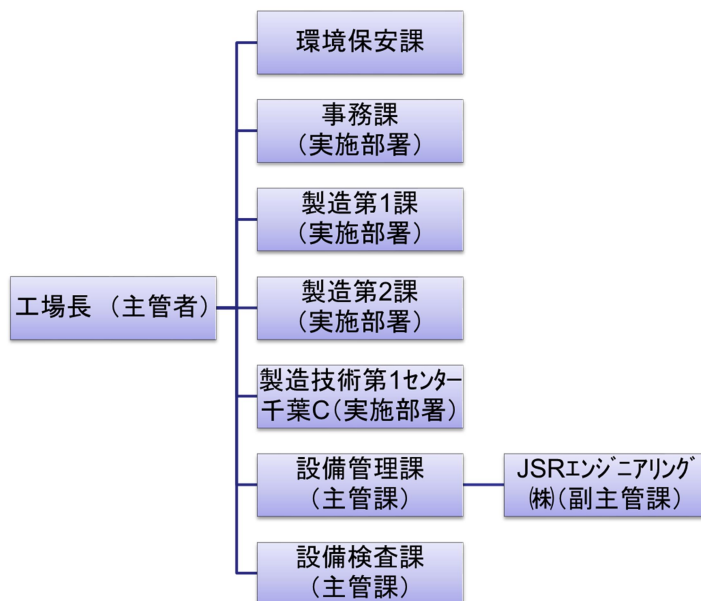 環境保安課
事務課
（実施部署）
製造第1課
（実施部署）
工場長　（主管者）
製造第2課
（実施部署）
製造技術第1ｾﾝﾀｰ
千葉C（実施部署）
設備管理課
（主管課）
JSRｴﾝｼﾞﾆｱﾘﾝｸﾞ
㈱（副主管課）
設備検査課
（主管課）